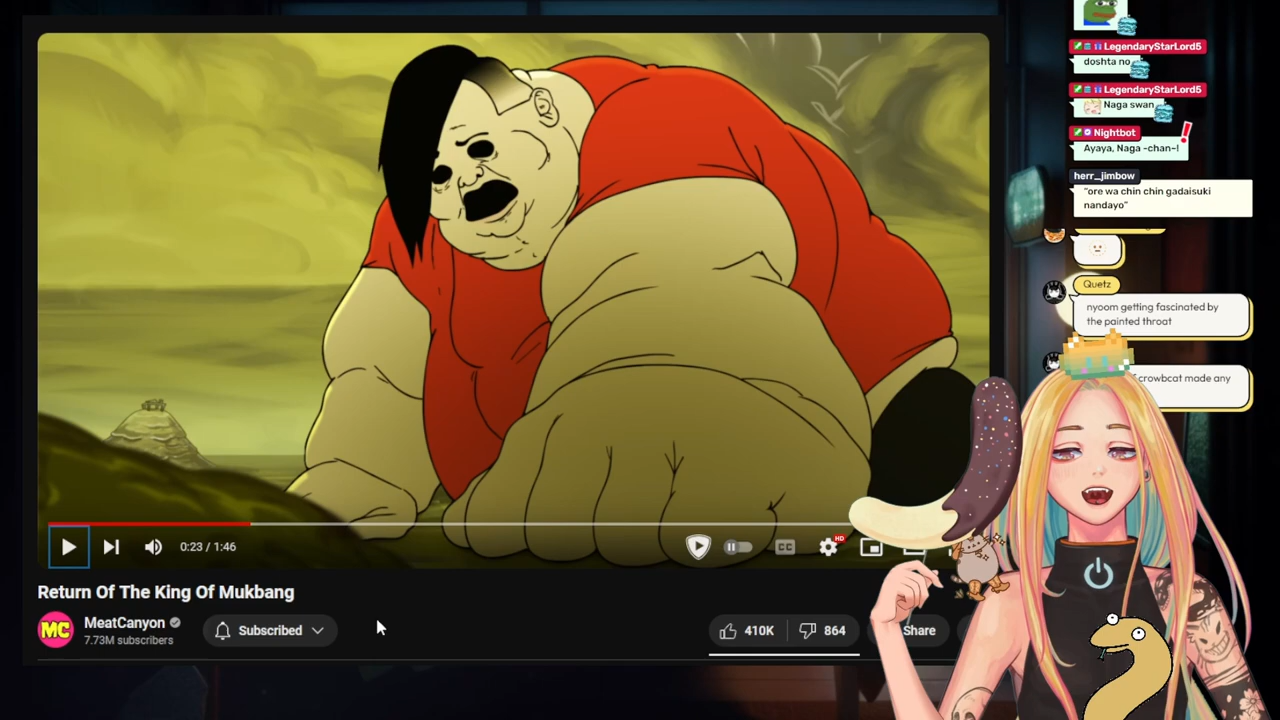 LegendaryStarLord5
doshta no
LegendaryStarLord5
Naga swan
Nightbot
Ayaya, Naga -chan~!
herr_jimbow
"ore wa chin chin gadaisuki
nandayo"
Quetz
nyoom getting fascinated by
the painted throat
crowbcat made any
0:23 / 1:46
CC
HD
Return Of The King Of Mukbang
MC
MeatCanyon
7.73M subscribers
Subscribed
410K
864
Share